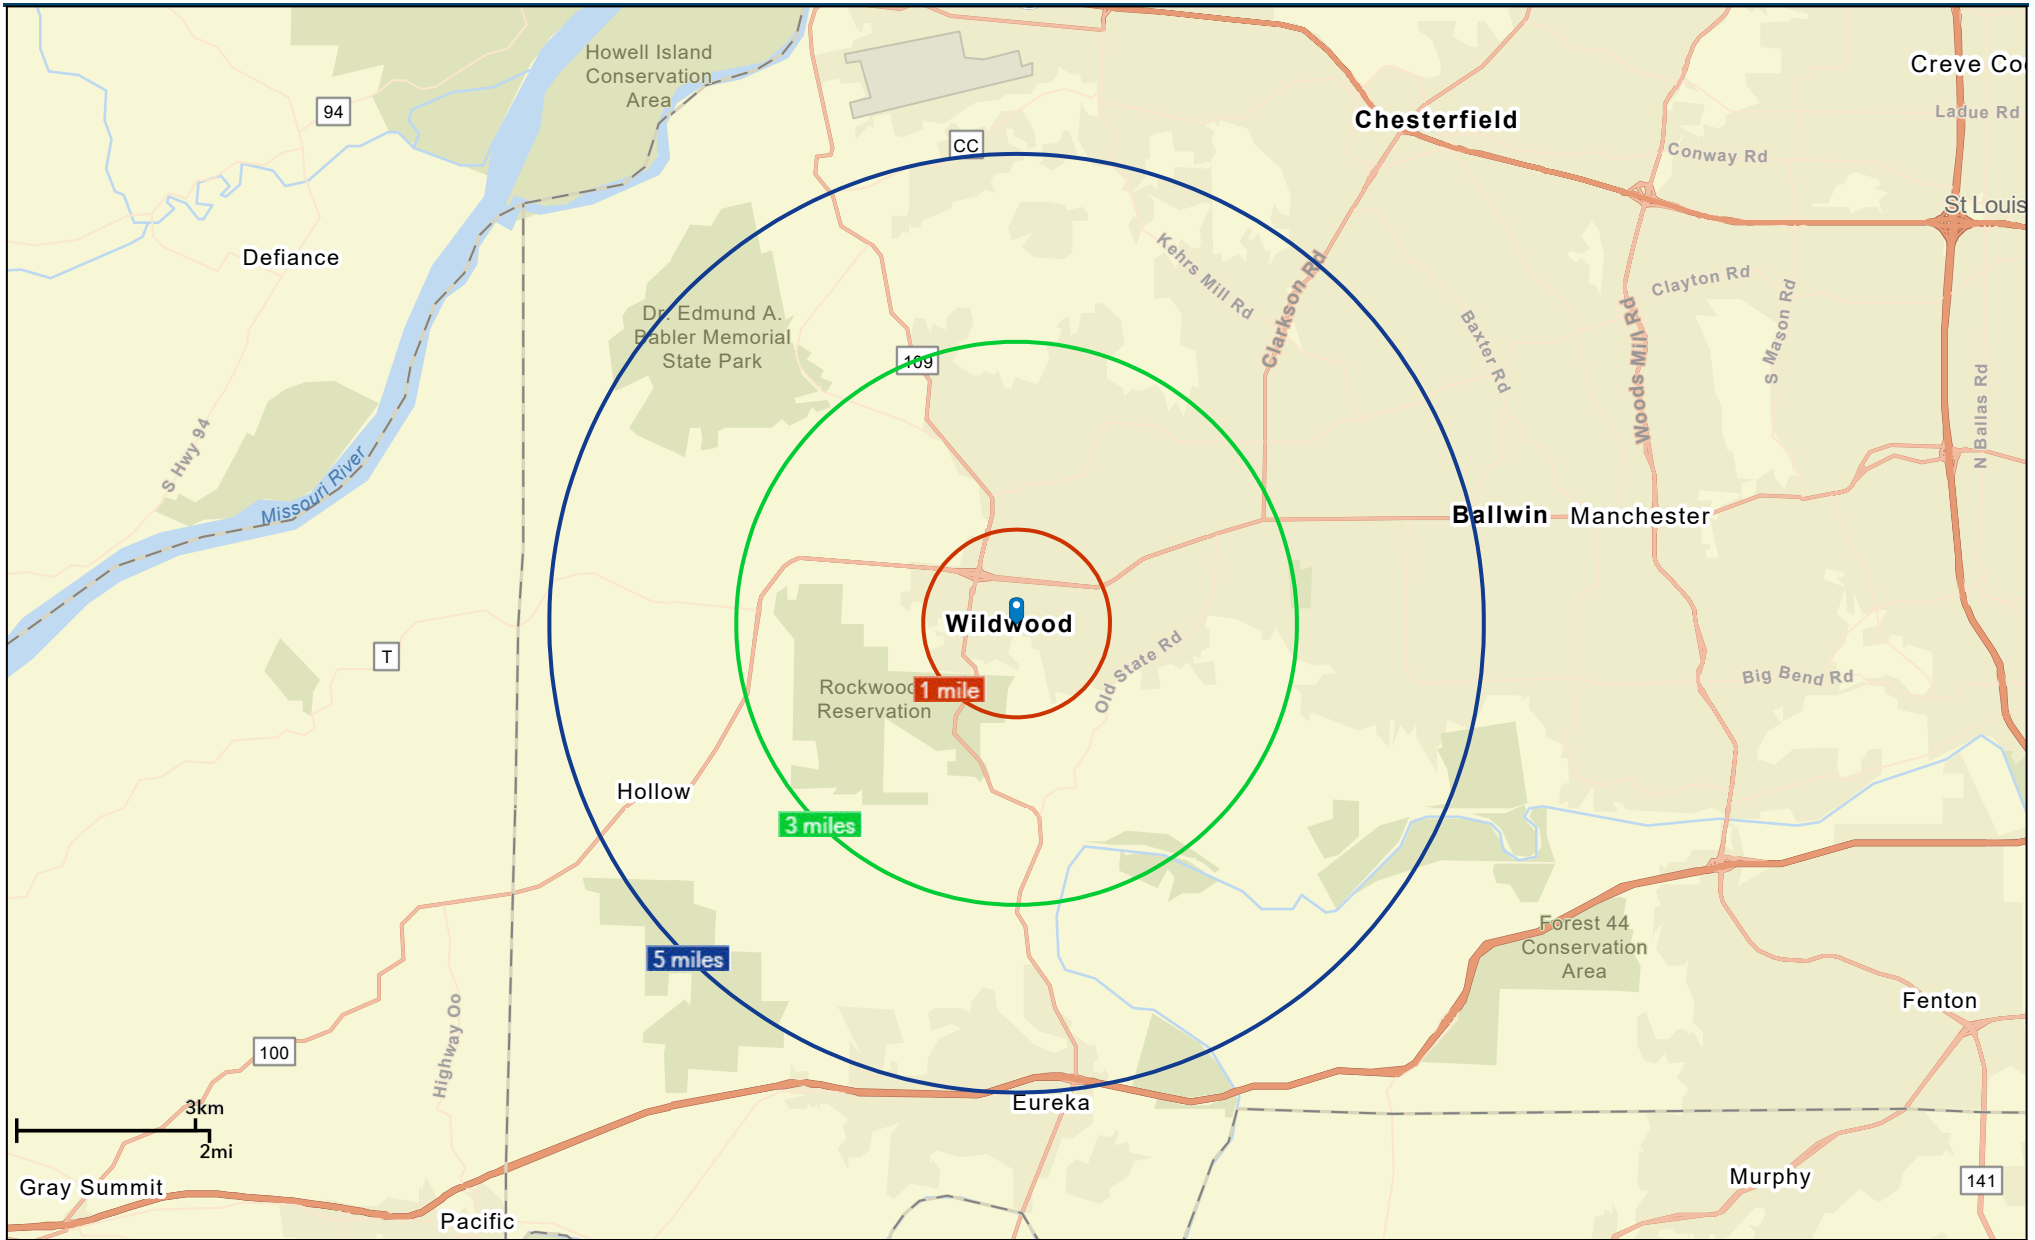 Howell Island
Conservation
Area
94
Creve Co
Ladue Rd
Chesterfield
CC
Conway Rd
St Louis
Defiance
Kehrs Mill Rd
Clarkson Rd
Clayton Rd
Woods Mill Rd
S Mason Rd
Baxter Rd
Dr. Edmund A.
Babler Memorial
State Park
109
N Ballas Rd
S Hwy 94
Missouri River
Ballwin
Manchester
Wildwood
T
Old State Rd
Big Bend Rd
Rockwood
Reservation
1 mile
Hollow
3 miles
Forest 44
Conservation
Area
5 miles
Fenton
Highway Oo
100
3km
2mi
Eureka
Gray Summit
Murphy
141
Pacific